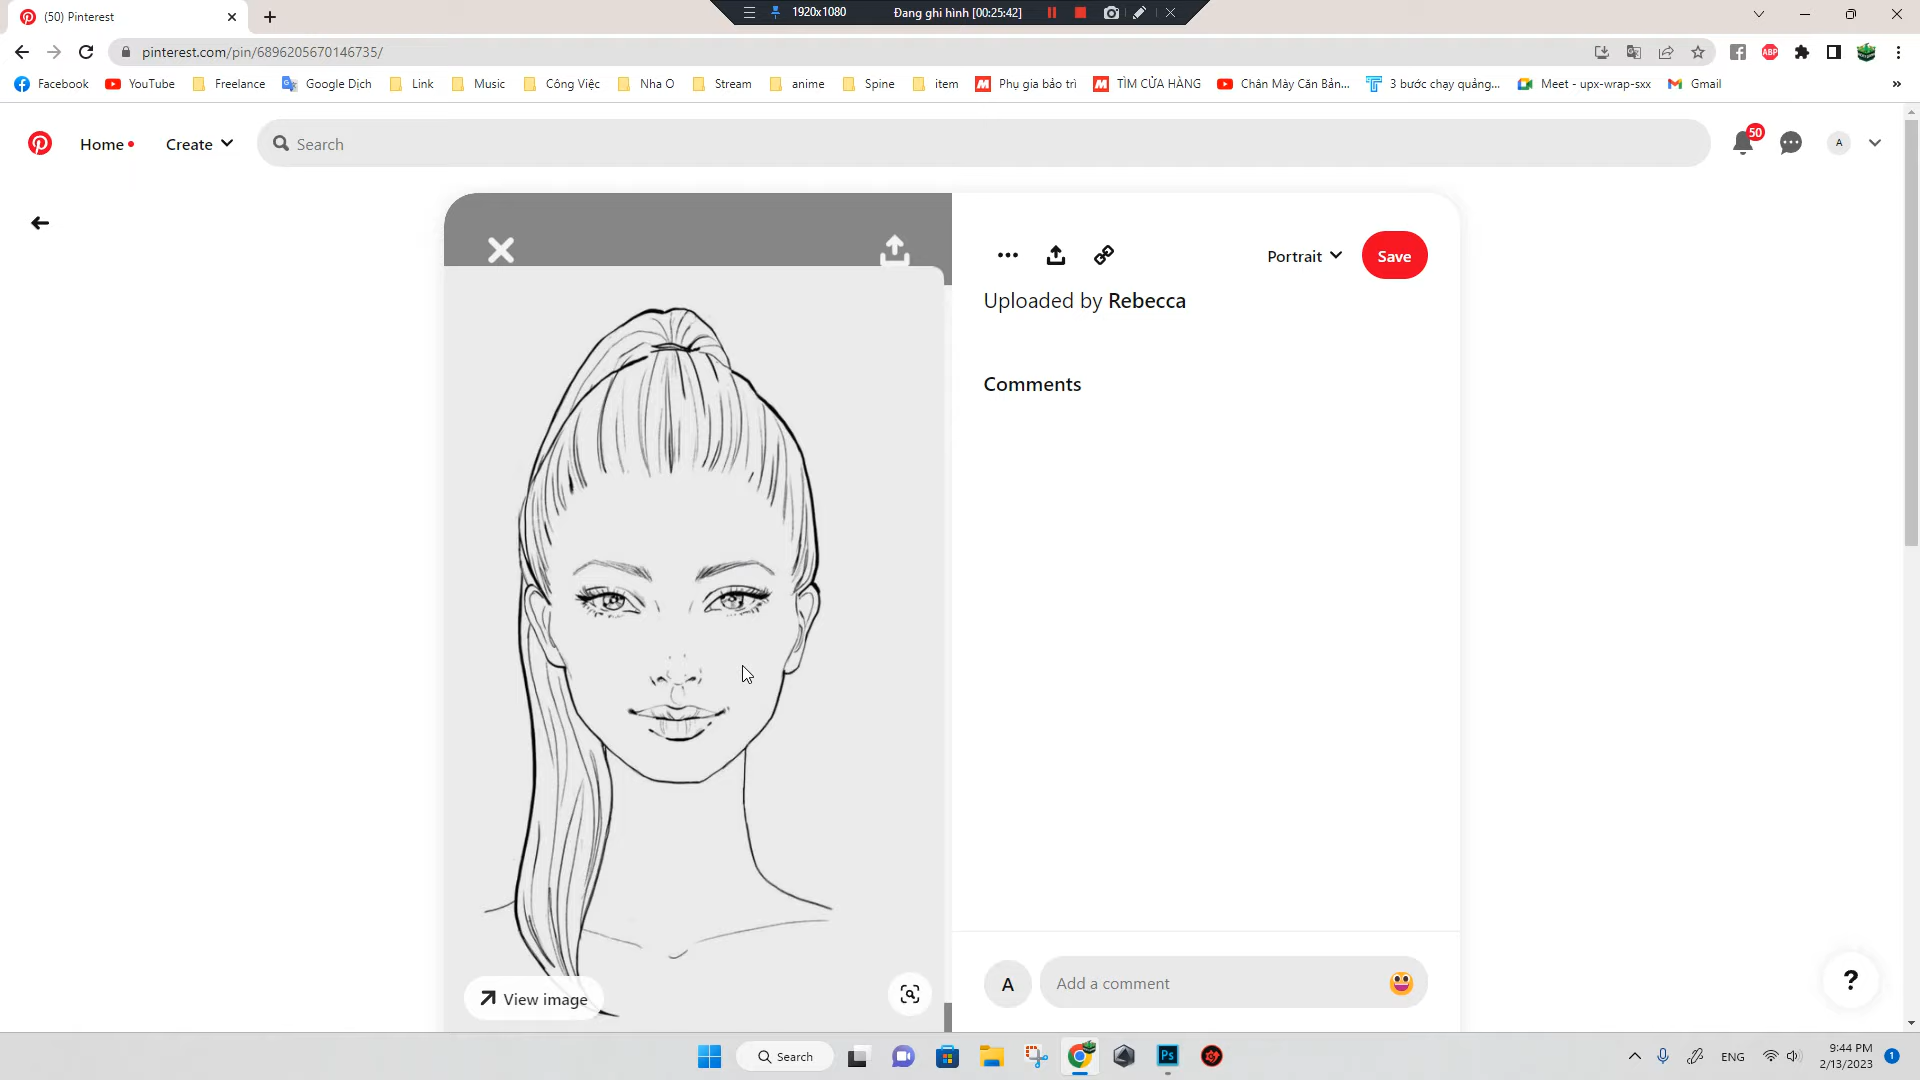 (50) Pinterest
1920x1080 Đang ghi hình [00:25:42]
pinterest.com/pin/6896205670146735/
Facebook YouTube Freelance Google Dịch Link Music Công Việc Nha O Stream anime Spine item Phụ gia bảo trì TÌM CỬA HÀNG Chân Mày Căn Bản... 3 bước chạy quảng... Meet - upx-wrap-sxx Gmail »
Home Create Search 50 A
Portrait Save
Uploaded by Rebecca
Comments
View image
A Add a comment
?
Search Ps ENG 9:44 PM 1
2/13/2023